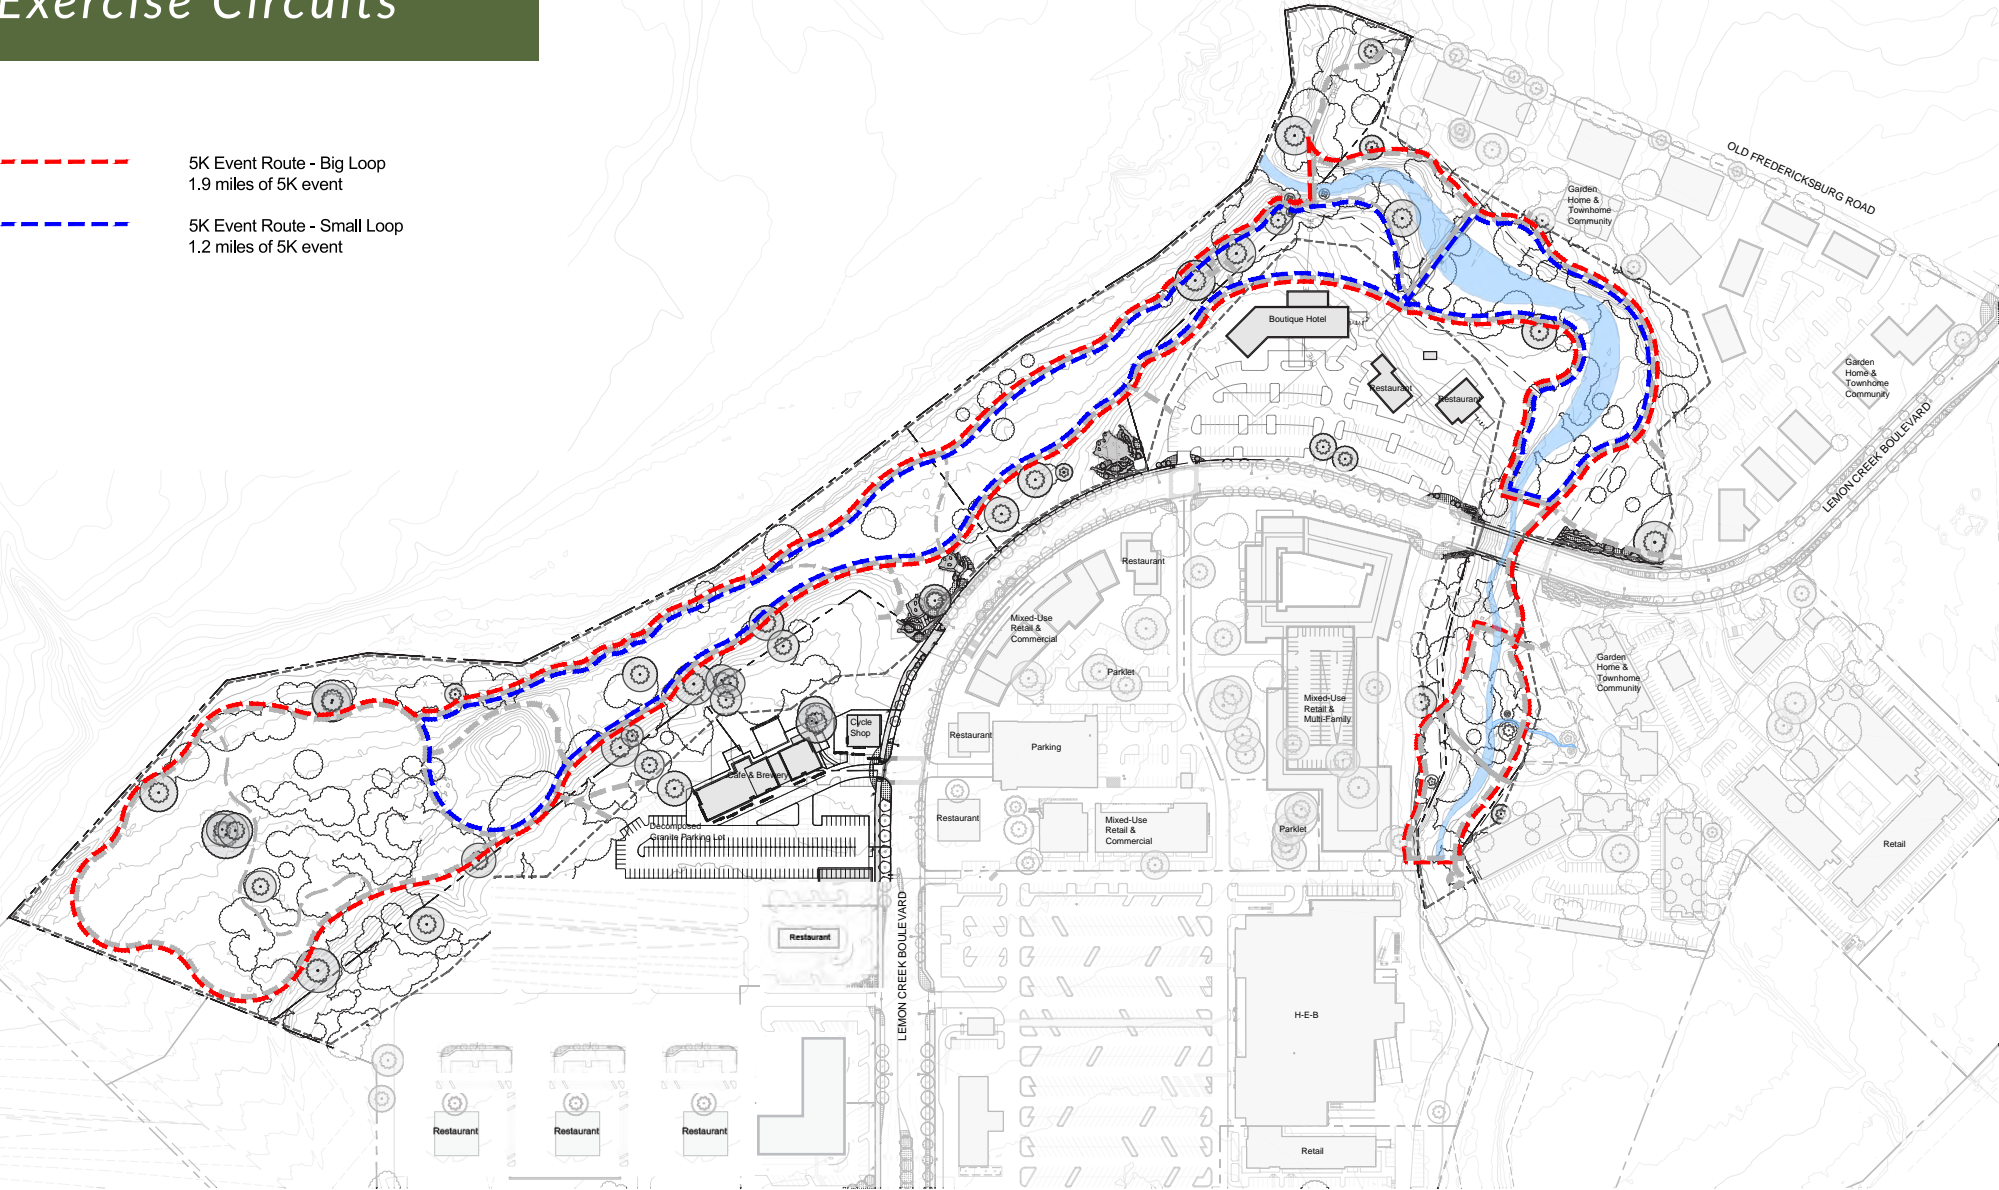 Exercise Circuits
5K Event Route - Big Loop
1.9 miles of 5K event
5K Event Route - Small Loop
1.2 miles of 5K event
OLD FREDERICKSBURG ROAD
Garden
Home &
Townhome
Community
Boutique Hotel
Restaurant
Restaurant
Garden
Home &
Townhome
Community
LEMON CREEK BOULEVARD
Restaurant
Mixed-Use
Retail &
Commercial
Parklet
Garden
Home &
Townhome
Community
Mixed-Use
Retail &
Multi-Family
Cycle
Shop
Restaurant
Parking
Cafe & Brewery
Decomposed
Granite Parking Lot
Restaurant
Mixed-Use
Retail &
Commercial
Parklet
Retail
LEMON CREEK BOULEVARD
Restaurant
H-E-B
Restaurant
Restaurant
Restaurant
Retail